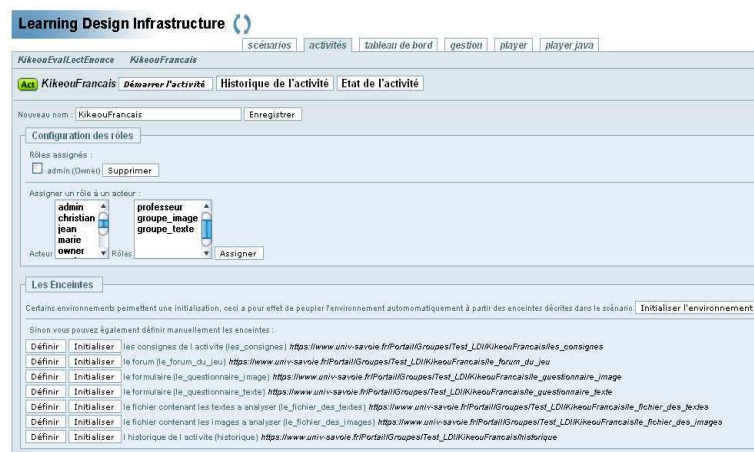 Learning Design Infrastructure
scénarios activités tableau de bord gestion player player java
KikeouEvalLectEnonce KikeouFrancais
Act KikeouFrancais Démarrer l'activité Historique de l'activité Etat de l'activité
Nouveau nom : KikeouFrancais Enregistrer
Configuration des rôles
Rôles assignés :
admin (Owner) Supprimer
Assigner un rôle à un acteur :
admin professeur
christian groupe_image
jean groupe_texte
marie
Acteur owner Rôles Assigner
Les Enceintes
Certains environnements permettent une initialisation, ceci a pour effet de peupler l'environnement automomatiquement à partir des enceintes décrites dans le scénario. Initialiser l'environnement
Sinon vous pouvez également définir manuellement les enceintes :
Définir Initialiser les consignes de l activite (les_consignes) https://www.univ-savoie.fr/Portail/Groupes/Test_LDI/KikeouFrancais/les_consignes
Définir Initialiser le forum (le_forum_du_jeu) https://www.univ-savoie.fr/Portail/Groupes/Test_LDI/KikeouFrancais/le_forum_du_jeu
Définir Initialiser le formulaire (le_questionnaire_image) https://www.univ-savoie.fr/Portail/Groupes/Test_LDI/KikeouFrancais/le_questionnaire_image
Définir Initialiser le formulaire (le_questionnaire_texte) https://www.univ-savoie.fr/Portail/Groupes/Test_LDI/KikeouFrancais/le_questionnaire_texte
Définir Initialiser le fichier contenant les textes a analyser (le_fichier_des_textes) https://www.univ-savoie.fr/Portail/Groupes/Test_LDI/KikeouFrancais/le_fichier_des_textes
Définir Initialiser le fichier contenant les images a analyser (le_fichier_des_images) https://www.univ-savoie.fr/Portail/Groupes/Test_LDI/KikeouFrancais/le_fichier_des_images
Définir Initialiser l historique de l activite (historique) https://www.univ-savoie.fr/Portail/Groupes/Test_LDI/KikeouFrancais/historique